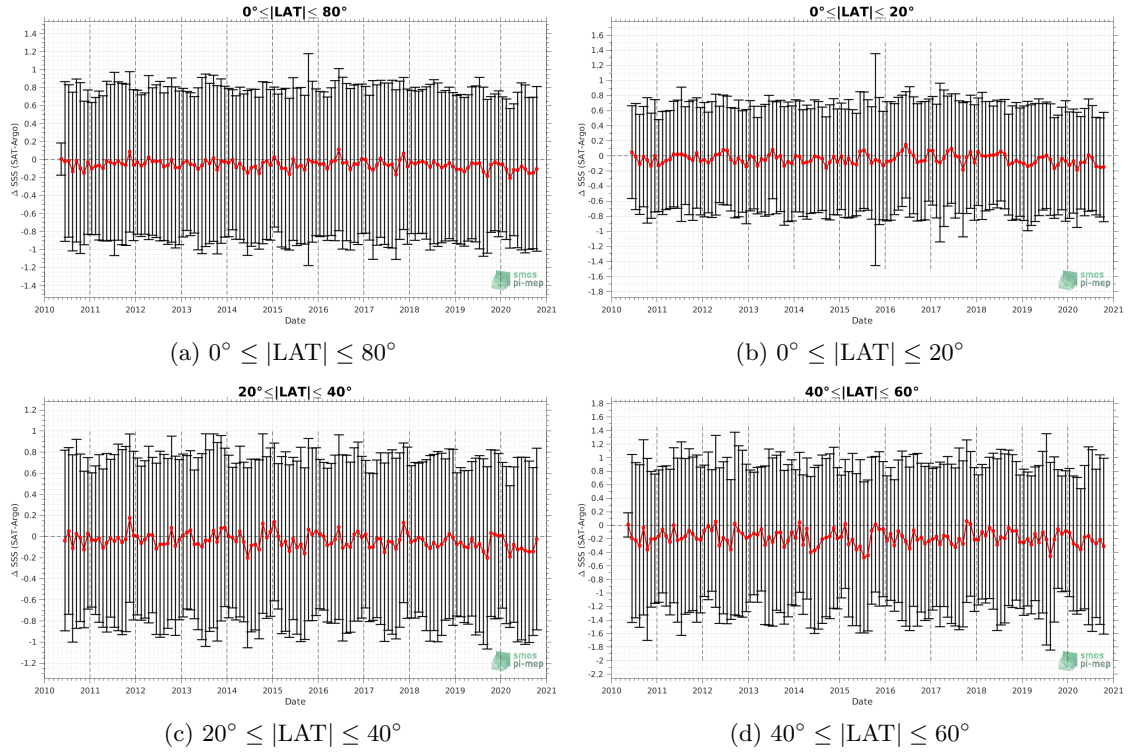 0°≤|LAT|≤ 80°
1.4
1.2
1
0.8
0.6
0.4
0.2
0
-0.2
-0.4
-0.6
-0.8
-1
-1.2
-1.4
Δ SSS (SAT-Argo)
2010 2011 2012 2013 2014 2015 2016 2017 2018 2019 2020 2021
Date
smos
pi-mep
(a) 0° ≤ |LAT| ≤ 80°
0°≤|LAT|≤ 20°
1.6
1.4
1.2
1
0.8
0.6
0.4
0.2
0
-0.2
-0.4
-0.6
-0.8
-1
-1.2
-1.4
-1.6
-1.8
Δ SSS (SAT-Argo)
2010 2011 2012 2013 2014 2015 2016 2017 2018 2019 2020 2021
Date
smos
pi-mep
(b) 0° ≤ |LAT| ≤ 20°
20°≤|LAT|≤ 40°
1.2
1
0.8
0.6
0.4
0.2
0
-0.2
-0.4
-0.6
-0.8
-1
-1.2
Δ SSS (SAT-Argo)
2010 2011 2012 2013 2014 2015 2016 2017 2018 2019 2020 2021
Date
smos
pi-mep
(c) 20° ≤ |LAT| ≤ 40°
40°≤|LAT|≤ 60°
1.8
1.6
1.4
1.2
1
0.8
0.6
0.4
0.2
0
-0.2
-0.4
-0.6
-0.8
-1
-1.2
-1.4
-1.6
-1.8
-2
-2.2
Δ SSS (SAT-Argo)
2010 2011 2012 2013 2014 2015 2016 2017 2018 2019 2020 2021
Date
smos
pi-mep
(d) 40° ≤ |LAT| ≤ 60°